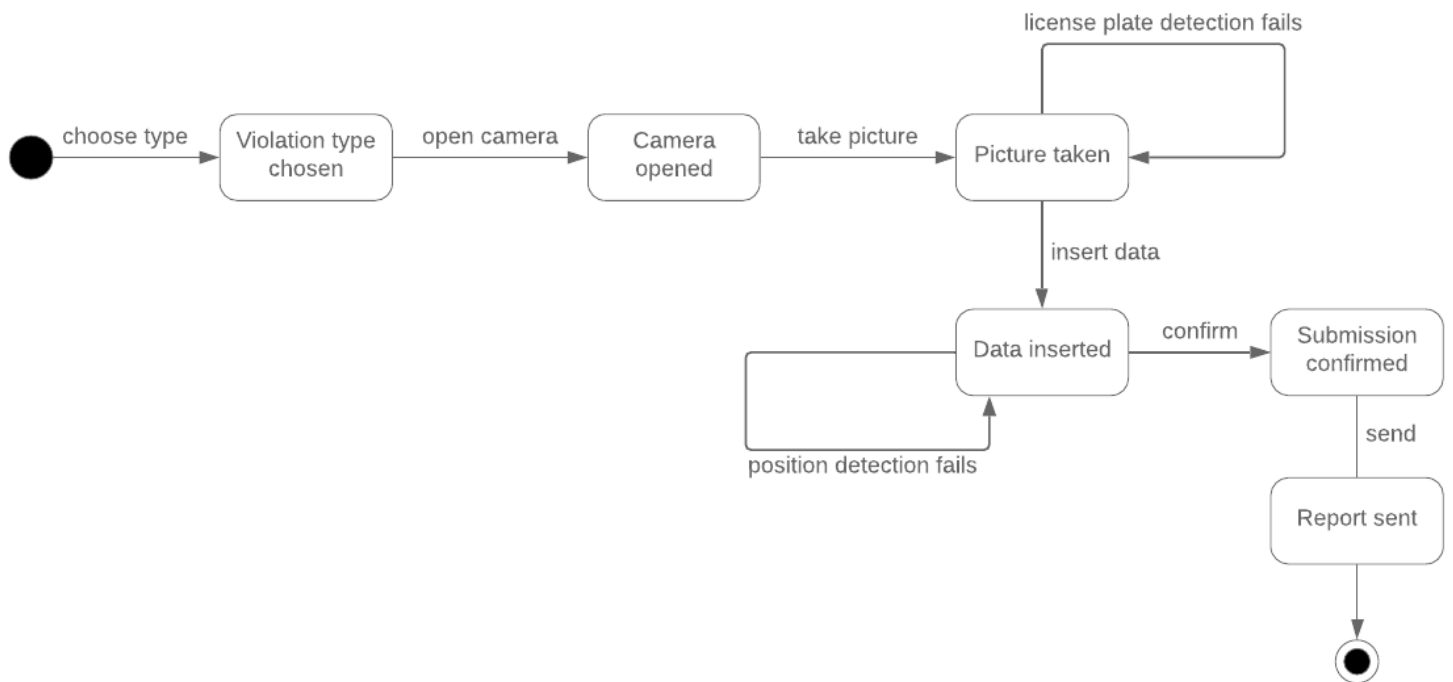 license plate detection fails
choose type
Violation type
chosen
open camera
Camera
opened
take picture
Picture taken
insert data
Data inserted
confirm
Submission
confirmed
position detection fails
send
Report sent